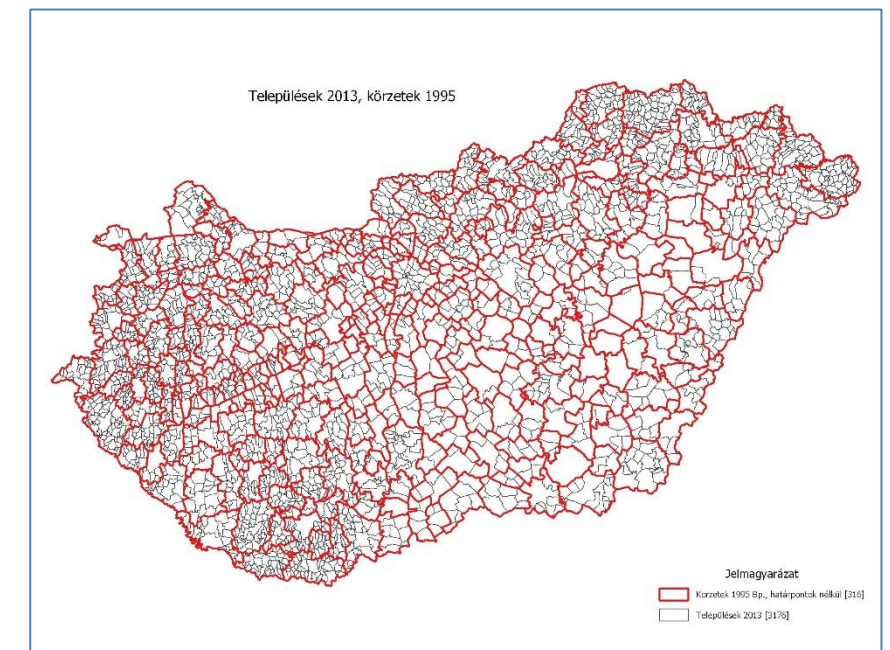 Települések 2013, körzetek 1995
Jelmagyarázat
Korzetek 1995 Bp., határpontok nélkül [316]
Települések 2013 [3176]